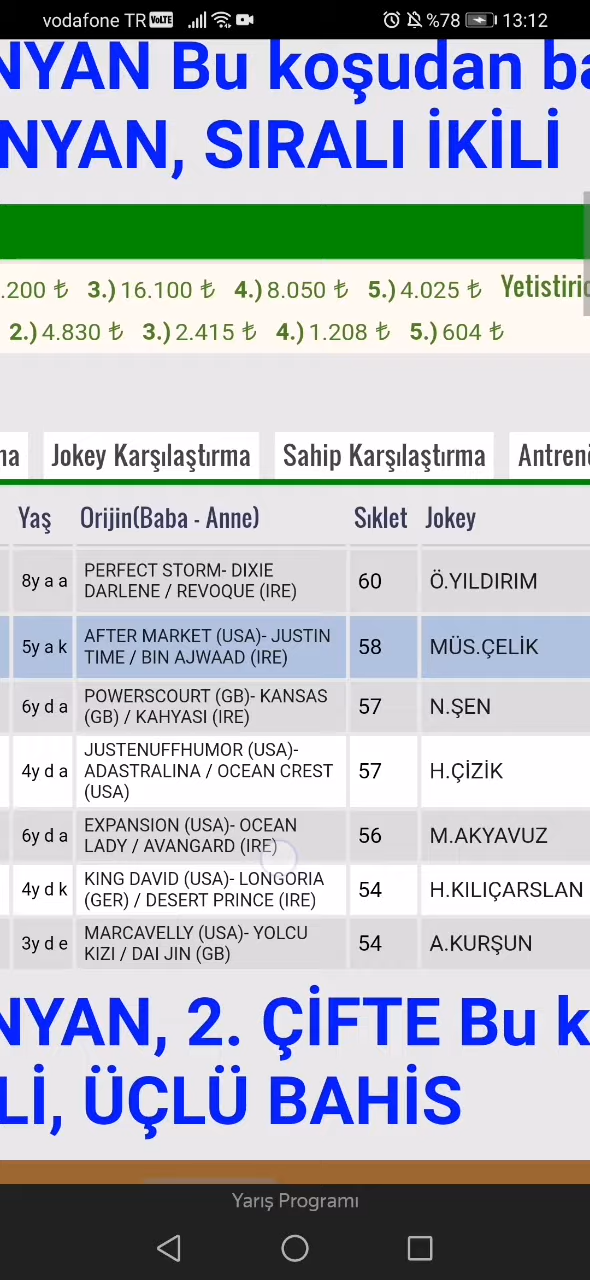 vodafone TR VoLTE %78 13:12
NYAN Bu koşudan ba
NYAN, SIRALI İKİLİ
.200 ₺ 3.) 16.100 ₺ 4.) 8.050 ₺ 5.) 4.025 ₺ Yetistiric
2.) 4.830 ₺ 3.) 2.415 ₺ 4.) 1.208 ₺ 5.) 604 ₺
na Jokey Karşılaştırma Sahip Karşılaştırma Antren
Yaş Orijin(Baba - Anne) Sıklet Jokey
8y a a PERFECT STORM- DIXIE
DARLENE / REVOQUE (IRE) 60 Ö.YILDIRIM
5y a k AFTER MARKET (USA)- JUSTIN
TIME / BIN AJWAAD (IRE) 58 MÜS.ÇELİK
6y d a POWERSCOURT (GB)- KANSAS
(GB) / KAHYASI (IRE) 57 N.ŞEN
4y d a JUSTENUFFHUMOR (USA)-
ADASTRALINA / OCEAN CREST
(USA) 57 H.ÇİZİK
6y d a EXPANSION (USA)- OCEAN
LADY / AVANGARD (IRE) 56 M.AKYAVUZ
4y d k KING DAVID (USA)- LONGORIA
(GER) / DESERT PRINCE (IRE) 54 H.KILIÇARSLAN
3y d e MARCAVELLY (USA)- YOLCU
KIZI / DAI JIN (GB) 54 A.KURŞUN
NYAN, 2. ÇİFTE Bu k
Lİ, ÜÇLÜ BAHİS
Yarış Programı